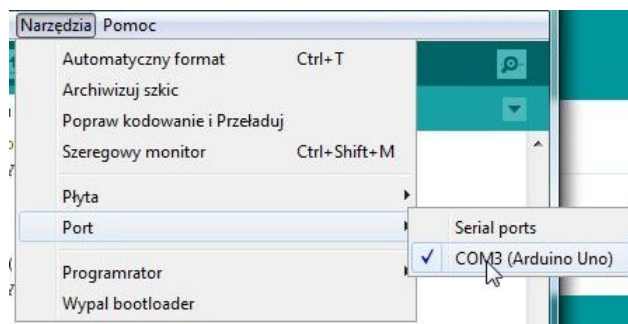 Narzędzia Pomoc
Automatyczny format Ctrl+T
Archiwizuj szkic
Popraw kodowanie i Przeładuj
Szeregowy monitor Ctrl+Shift+M
Płyta
Port
Serial ports
COM3 (Arduino Uno)
Programrator
Wypal bootloader